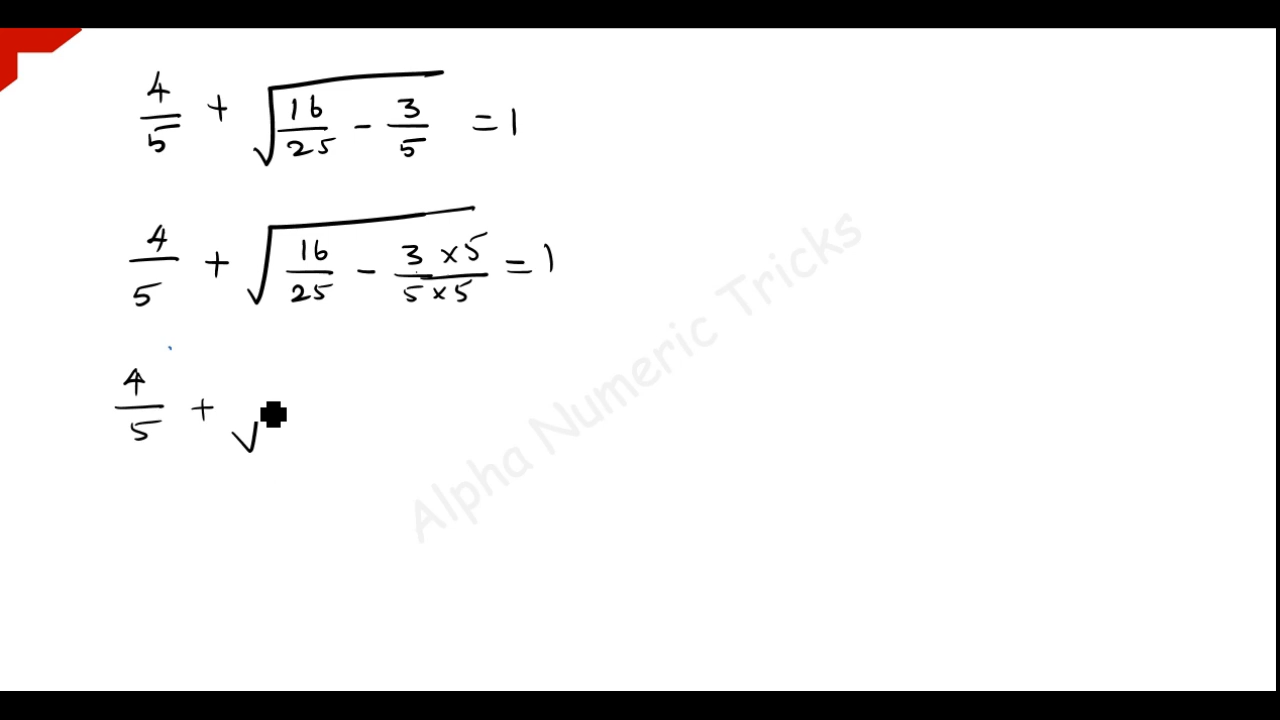 4/5 + √(16/25 - 3/5) = 1
4/5 + √(16/25 - 3 × 5/5 × 5) = 1
4/5 + √
Alpha Numeric Tricks